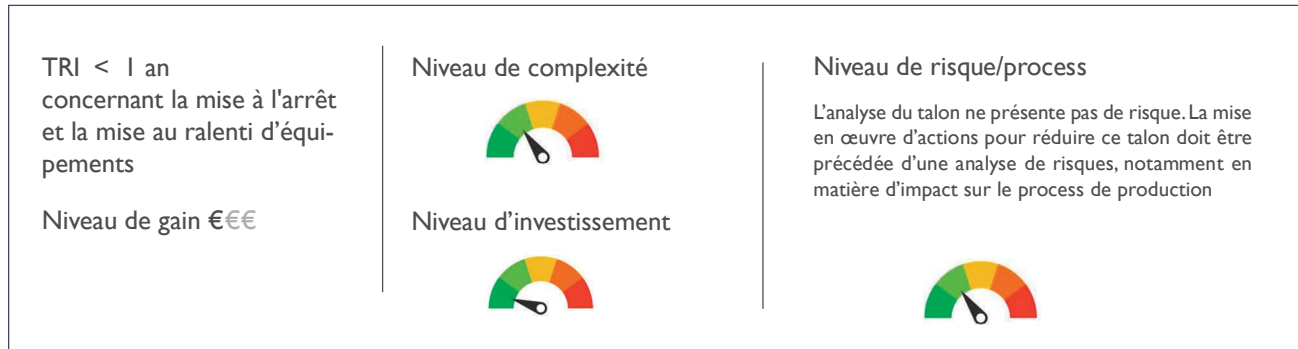 TRI < 1 an
concernant la mise à l'arrêt
et la mise au ralenti d'équi-
pements
Niveau de gain €€€
Niveau de complexité
Niveau d'investissement
Niveau de risque/process
L'analyse du talon ne présente pas de risque. La mise
en œuvre d'actions pour réduire ce talon doit être
précédée d'une analyse de risques, notamment en
matière d'impact sur le process de production